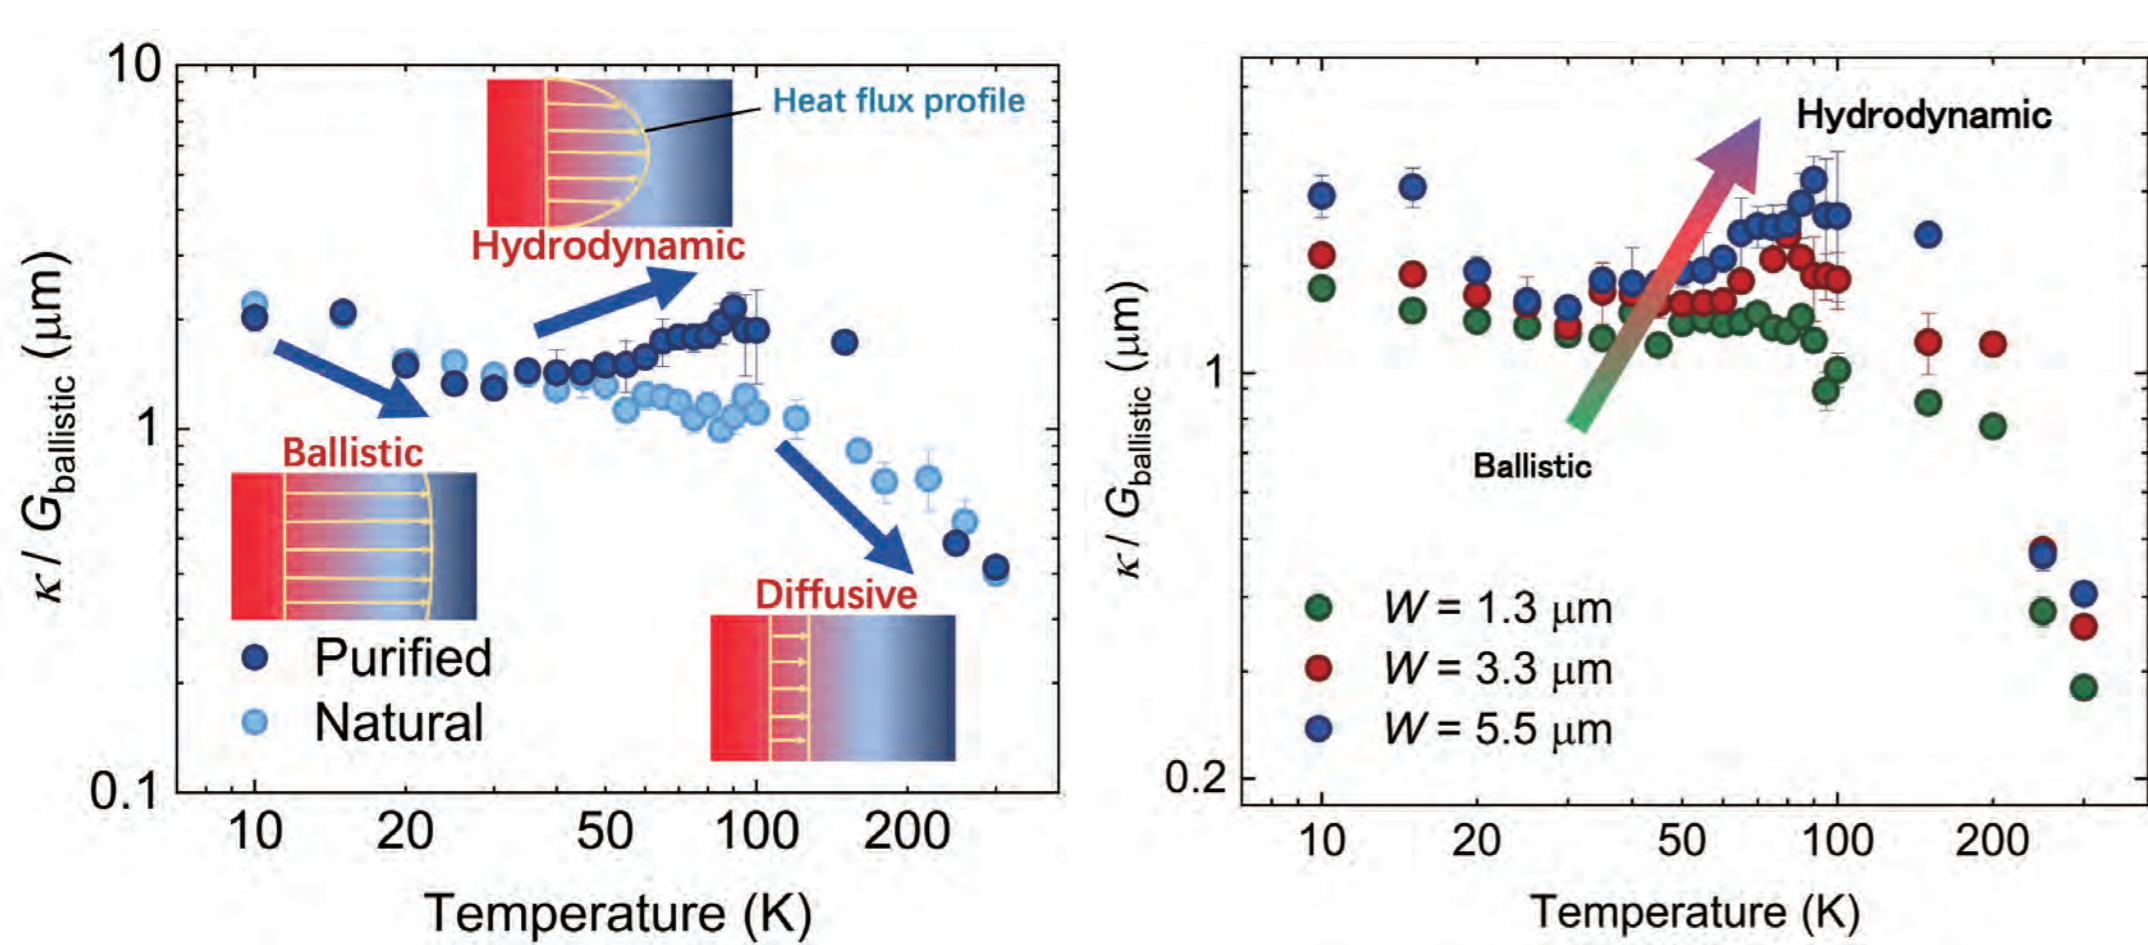 10
1
0.1
κ / Gballistic (μm)
Heat flux profile
Hydrodynamic
Ballistic
Diffusive
Purified
Natural
10 20 50 100 200
Temperature (K)
1
0.2
κ / Gballistic (μm)
Hydrodynamic
Ballistic
W = 1.3 μm
W = 3.3 μm
W = 5.5 μm
10 20 50 100 200
Temperature (K)